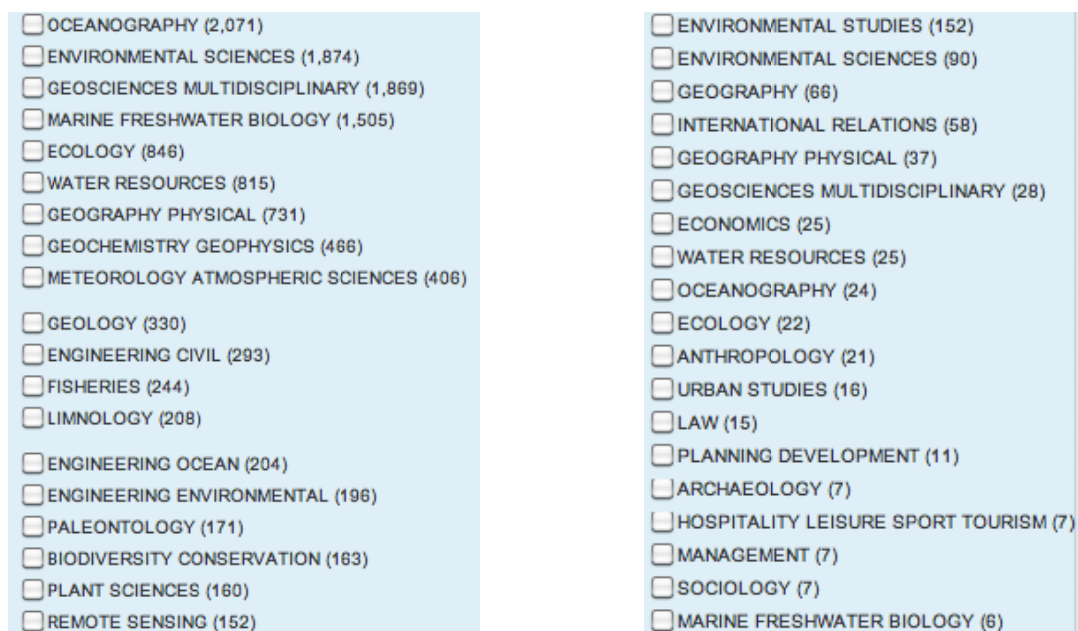 OCEANOGRAPHY (2,071)
ENVIRONMENTAL SCIENCES (1,874)
GEOSCIENCES MULTIDISCIPLINARY (1,869)
MARINE FRESHWATER BIOLOGY (1,505)
ECOLOGY (846)
WATER RESOURCES (815)
GEOGRAPHY PHYSICAL (731)
GEOCHEMISTRY GEOPHYSICS (466)
METEOROLOGY ATMOSPHERIC SCIENCES (406)
GEOLOGY (330)
ENGINEERING CIVIL (293)
FISHERIES (244)
LIMNOLOGY (208)
ENGINEERING OCEAN (204)
ENGINEERING ENVIRONMENTAL (196)
PALEONTOLOGY (171)
BIODIVERSITY CONSERVATION (163)
PLANT SCIENCES (160)
REMOTE SENSING (152)
ENVIRONMENTAL STUDIES (152)
ENVIRONMENTAL SCIENCES (90)
GEOGRAPHY (66)
INTERNATIONAL RELATIONS (58)
GEOGRAPHY PHYSICAL (37)
GEOSCIENCES MULTIDISCIPLINARY (28)
ECONOMICS (25)
WATER RESOURCES (25)
OCEANOGRAPHY (24)
ECOLOGY (22)
ANTHROPOLOGY (21)
URBAN STUDIES (16)
LAW (15)
PLANNING DEVELOPMENT (11)
ARCHAEOLOGY (7)
HOSPITALITY LEISURE SPORT TOURISM (7)
MANAGEMENT (7)
SOCIOLOGY (7)
MARINE FRESHWATER BIOLOGY (6)